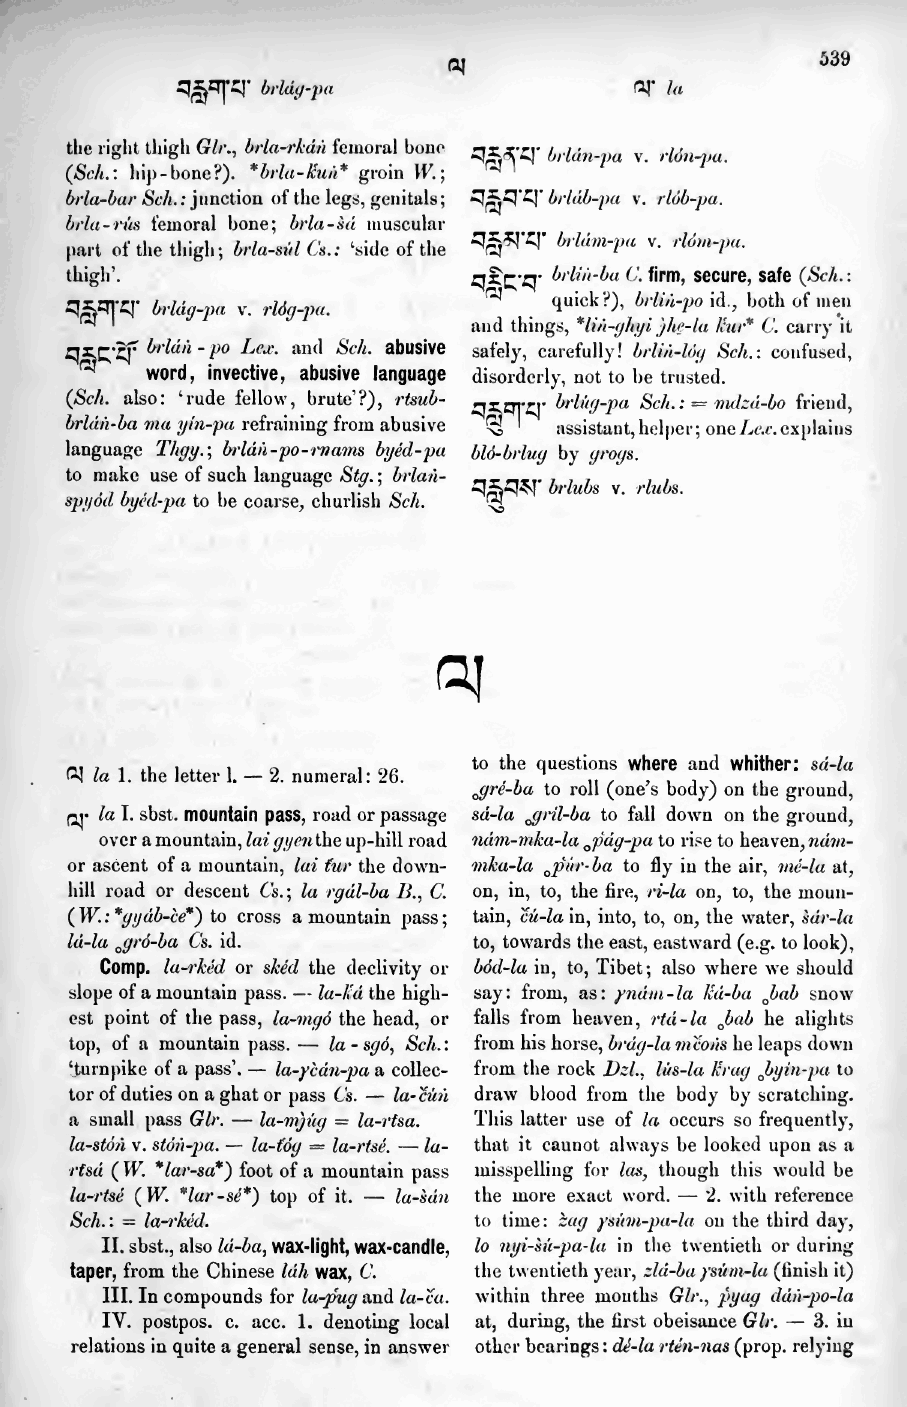 ལ
539
བརླག་པ་ brlág-pa
ལ་ la
the right thigh Glr., brla-rkáṅ femoral bone
(Sch.: hip-bone?). *brla-ḱuṅ* groin W.;
brla-bar Sch.: junction of the legs, genitals;
brla-rús femoral bone; brla-śá muscular
part of the thigh; brla-súl Cs.: ‘side of the
thigh’.
བརླག་པ་ brlág-pa v. rlóg-pa.
བརླང་པོ་ brláṅ-po Lex. and Sch. abusive
word, invective, abusive language
(Sch. also: ‘rude fellow, brute’?), rtsub-
brláṅ-ba ma yín-pa refraining from abusive
language Thgy.; brláṅ-po-rnams byéd-pa
to make use of such language Stg.; brlaṅ-
spyód byéd-pa to be coarse, churlish Sch.
བརླན་པ་ brlán-pa v. rlón-pa.
བརླབ་པ་ brláb-pa v. rlób-pa.
བརླམ་པ་ brlám-pa v. rlóm-pa.
བརླིང་བ་ brliṅ-ba C. firm, secure, safe (Sch.:
quick?), brliṅ-po id., both of men
and things, *liṅ-ghyi j̀he̱-la ḱur* C. carry it
safely, carefully! brliṅ-lóg Sch.: confused,
disorderly, not to be trusted.
བརླུག་པ་ brlúg-pa Sch.: = mdzá-bo friend,
assistant, helper; one Lex. explains
bló-brlug by grogs.
བརླུབས་ brlubs v. rlubs.
ལ
ལ། la 1. the letter l. — 2. numeral: 26.
ལ་ la I. sbst. mountain pass, road or passage
over a mountain, lai gyen the up-hill road
or ascent of a mountain, lai ťur the down-
hill road or descent Cs.; la rgál-ba B., C.
(W.: *gyáb-c̀e*) to cross a mountain pass;
lá-la ₒgró-ba Cs. id.
Comp. la-rkéd or skéd the declivity or
slope of a mountain pass. — la-ḱá the high-
est point of the pass, la-mgó the head, or
top, of a mountain pass. — la-sgó, Sch.:
‘turnpike of a pass’. — la-yc̀án-pa a collec-
tor of duties on a ghat or pass Cs. — la-c̆úṅ
a small pass Glr. — la-mj̀úg = la-rtsa.
la-stóṅ v. stóṅ-pa. — la-ťóg = la-rtsé. — la-
rtsá (W. *lar-sa*) foot of a mountain pass
la-rtsé (W. *lar-sé*) top of it. — la-śán
Sch.: = la-rkéd.
II. sbst., also lá-ba, wax-light, wax-candle,
taper, from the Chinese láh wax, C.
III. In compounds for la-ṗug and la-c̆a.
IV. postpos. c. acc. 1. denoting local
relations in quite a general sense, in answer
to the questions where and whither: sá-la
ₒgré-ba to roll (one’s body) on the ground,
sá-la ₒgríl-ba to fall down on the ground,
nám-mka-la ₒṗág-pa to rise to heaven, nám-
mka-la ₒṗúr-ba to fly in the air, mé-la at,
on, in, to, the fire, ri-la on, to, the moun-
tain, c̆ú-la in, into, to, on, the water, śár-la
to, towards the east, eastward (e.g. to look),
bód-la in, to, Tibet; also where we should
say: from, as: ynám-la ḱá-ba ₒbab snow
falls from heaven, rtá-la ₒbab he alights
from his horse, brág-la mc̆oṅs he leaps down
from the rock Dzl., lús-la ḱrag ₒbyín-pa to
draw blood from the body by scratching.
This latter use of la occurs so frequently,
that it cannot always be looked upon as a
misspelling for las, though this would be
the more exact word. — 2. with reference
to time: żag ysúm-pa-la on the third day,
lo nyi-śú-pa-la in the twentieth or during
the twentieth year, zlá-ba ysúm-la (finish it)
within three months Glr., ṗyag dáṅ-po-la
at, during, the first obeisance Glr. — 3. in
other bearings: dé-la rtén-nas (prop. relying